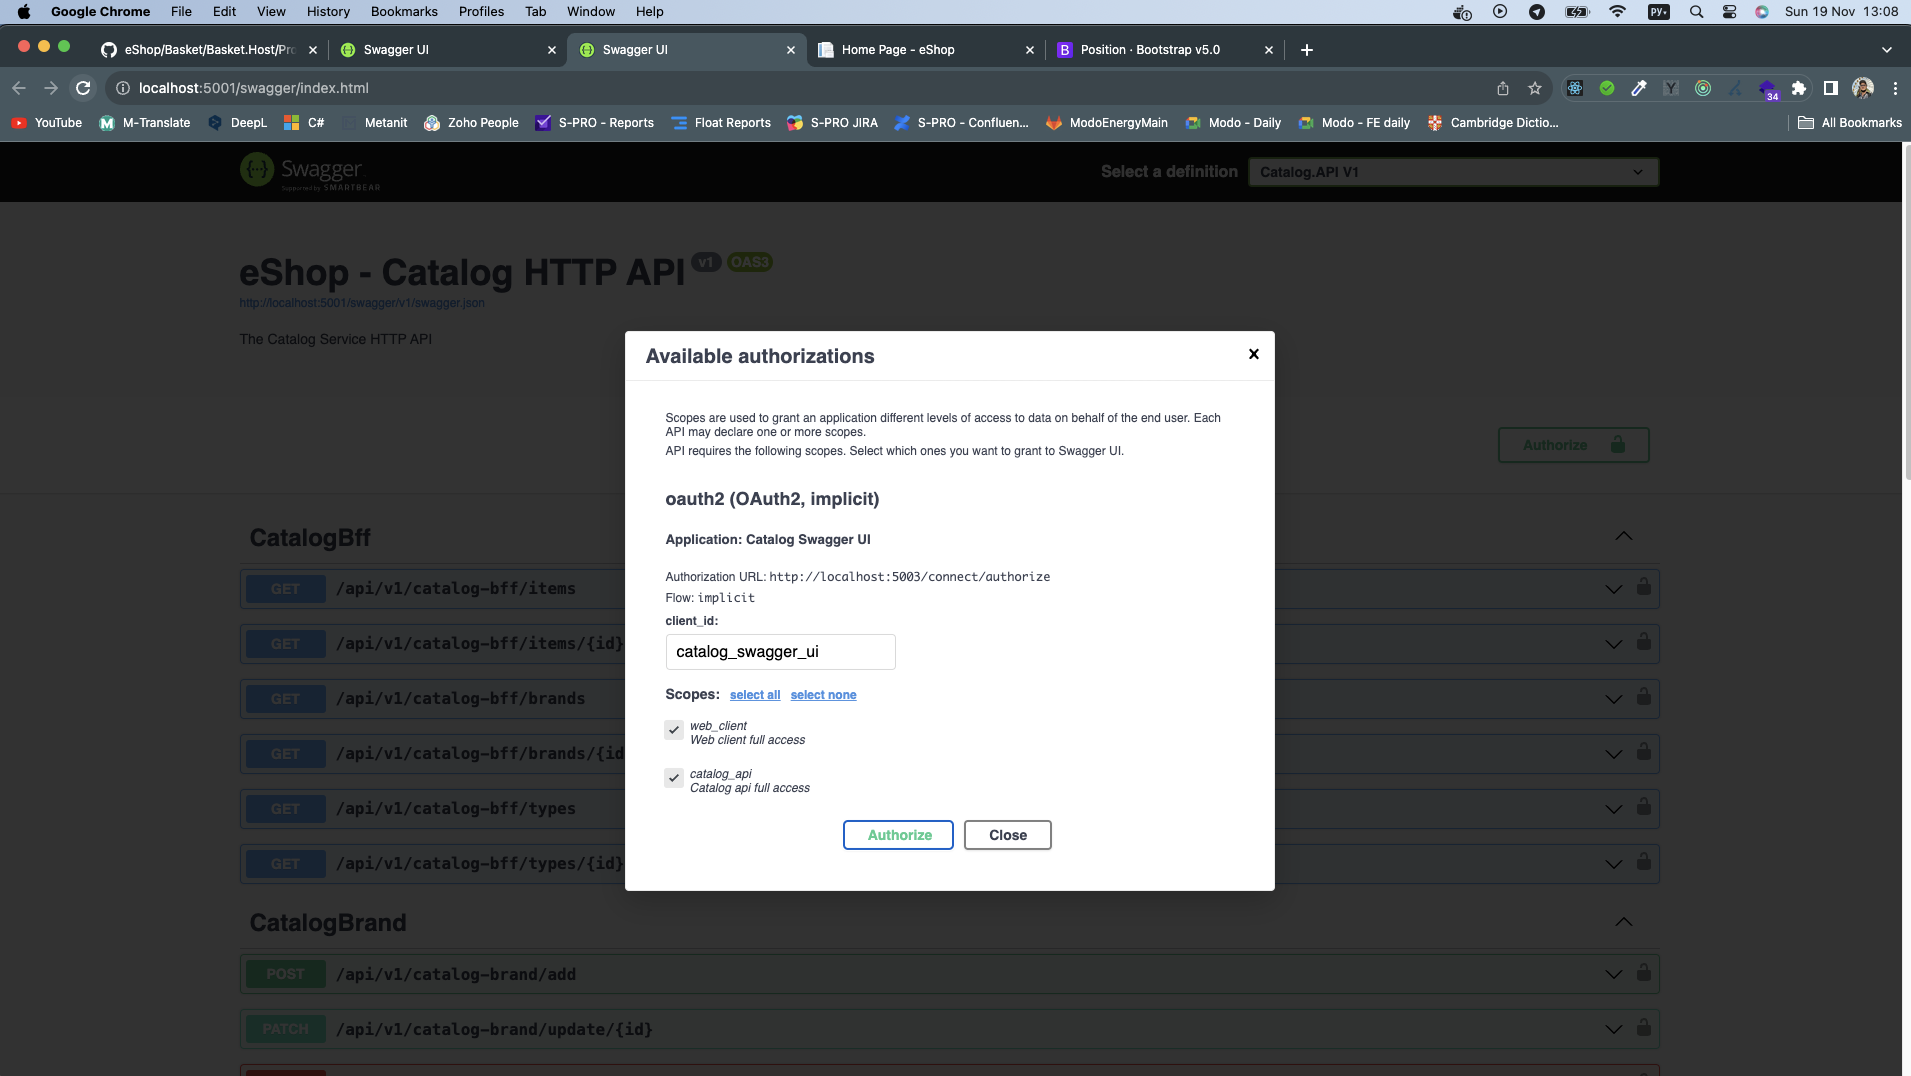 Google Chrome File Edit View History Bookmarks Profiles Tab Window Help
РУ
Sun 19 Nov 13:08
eShop/Basket/Basket.Host/Pro
Swagger UI
Swagger UI
Home Page - eShop
Position · Bootstrap v5.0
localhost:5001/swagger/index.html
34
YouTube M-Translate DeepL C# Metanit Zoho People S-PRO - Reports Float Reports S-PRO JIRA S-PRO - Confluen... ModoEnergyMain Modo - Daily Modo - FE daily Cambridge Dictio... All Bookmarks
Swagger
Supported by SMARTBEAR
Select a definition
Catalog.API V1
eShop - Catalog HTTP API v1 OAS3
http://localhost:5001/swagger/v1/swagger.json
The Catalog Service HTTP API
Authorize
Available authorizations
Scopes are used to grant an application different levels of access to data on behalf of the end user. Each
API may declare one or more scopes.
API requires the following scopes. Select which ones you want to grant to Swagger UI.
oauth2 (OAuth2, implicit)
Application: Catalog Swagger UI
Authorization URL: http://localhost:5003/connect/authorize
Flow: implicit
client_id:
catalog_swagger_ui
Scopes: select all select none
web_client
Web client full access
catalog_api
Catalog api full access
Authorize
Close
CatalogBff
GET /api/v1/catalog-bff/items
GET /api/v1/catalog-bff/items/{id}
GET /api/v1/catalog-bff/brands
GET /api/v1/catalog-bff/brands/{id
GET /api/v1/catalog-bff/types
GET /api/v1/catalog-bff/types/{id}
CatalogBrand
POST /api/v1/catalog-brand/add
PATCH /api/v1/catalog-brand/update/{id}